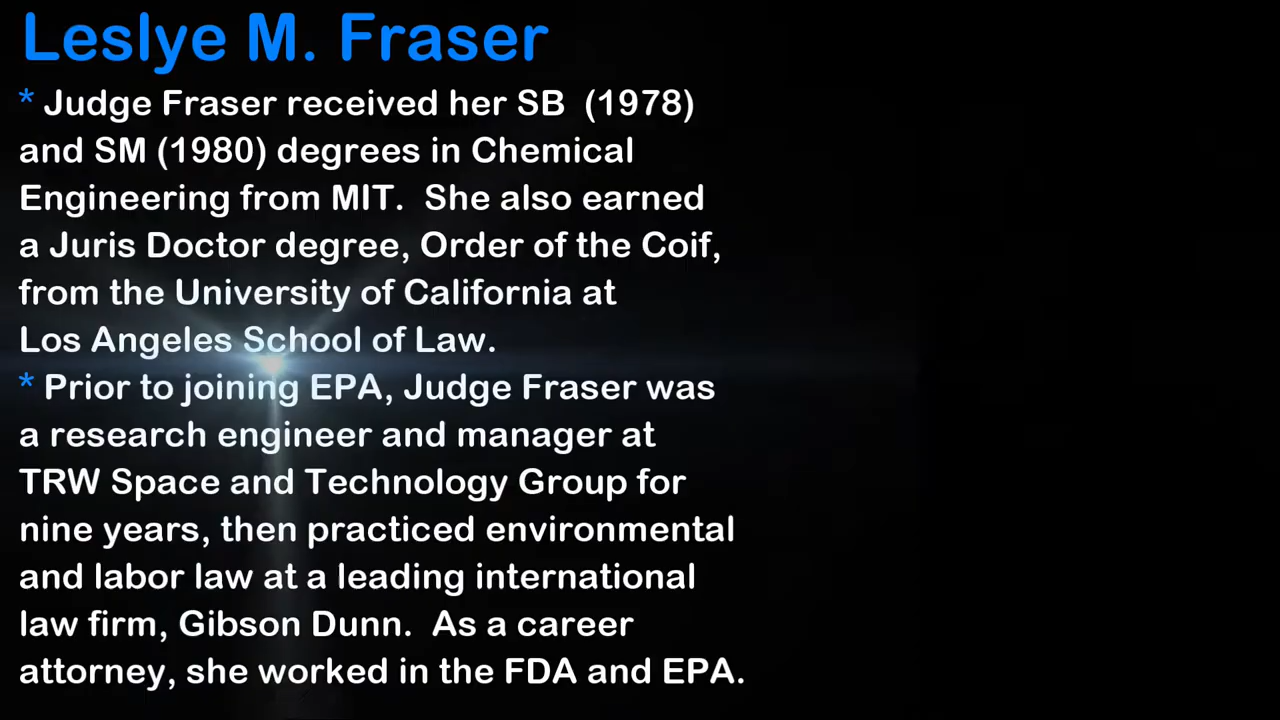 Leslye M. Fraser
* Judge Fraser received her SB  (1978)
and SM (1980) degrees in Chemical
Engineering from MIT.  She also earned
a Juris Doctor degree, Order of the Coif,
from the University of California at
Los Angeles School of Law.
* Prior to joining EPA, Judge Fraser was
a research engineer and manager at
TRW Space and Technology Group for
nine years, then practiced environmental
and labor law at a leading international
law firm, Gibson Dunn.  As a career
attorney, she worked in the FDA and EPA.